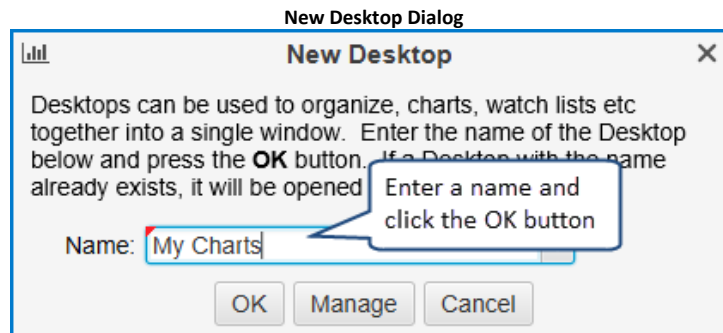 New Desktop Dialog
New Desktop
Desktops can be used to organize, charts, watch lists etc
together into a single window. Enter the name of the Desktop
below and press the OK button. If a Desktop with the name
already exists, it will be opened
Enter a name and
click the OK button
Name: My Charts
OK Manage Cancel